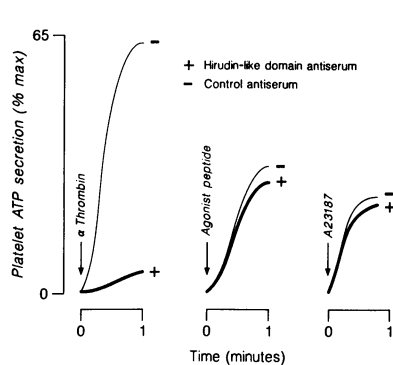 65
Platelet ATP secretion (% max)
0
+ Hirudin-like domain antiserum
− Control antiserum
α Thrombin
−
+
Agonist peptide
−
+
A23187
−
+
0 1 0 1 0 1
Time (minutes)